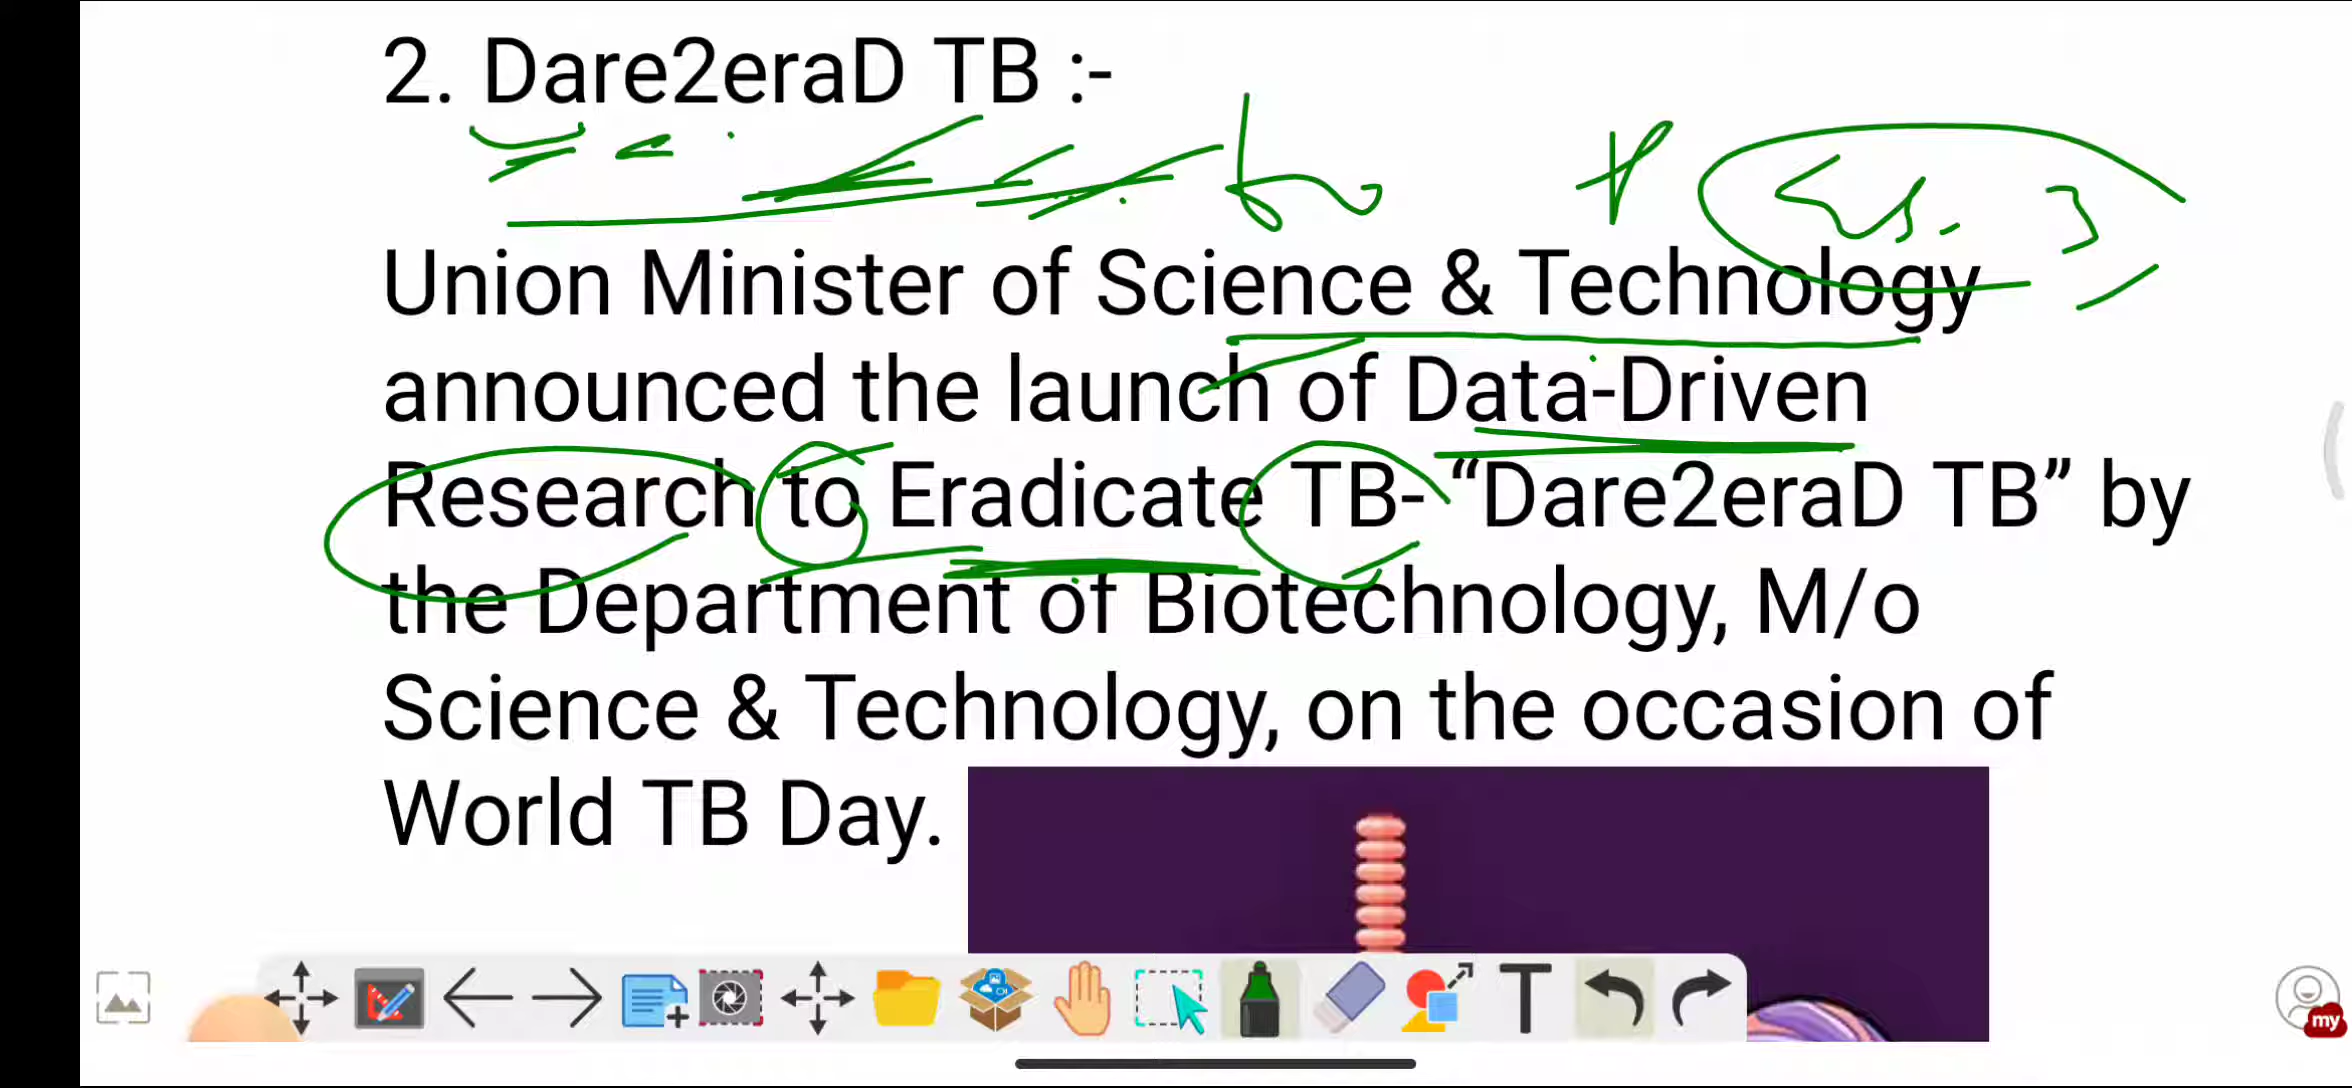 2. Dare2eraD TB :-
Union Minister of Science & Technology
announced the launch of Data-Driven
Research to Eradicate TB- “Dare2eraD TB” by
the Department of Biotechnology, M/o
Science & Technology, on the occasion of
World TB Day.
T
my